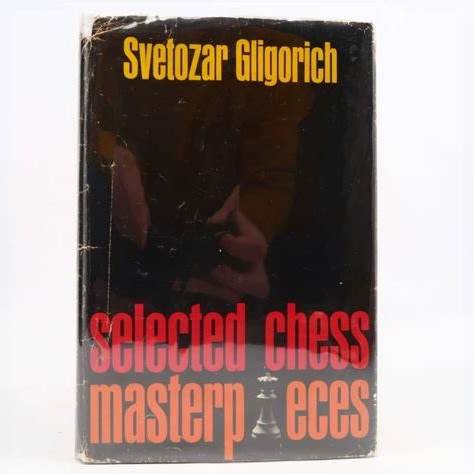 Svetozar Gligorich
selected chess
masterpieces